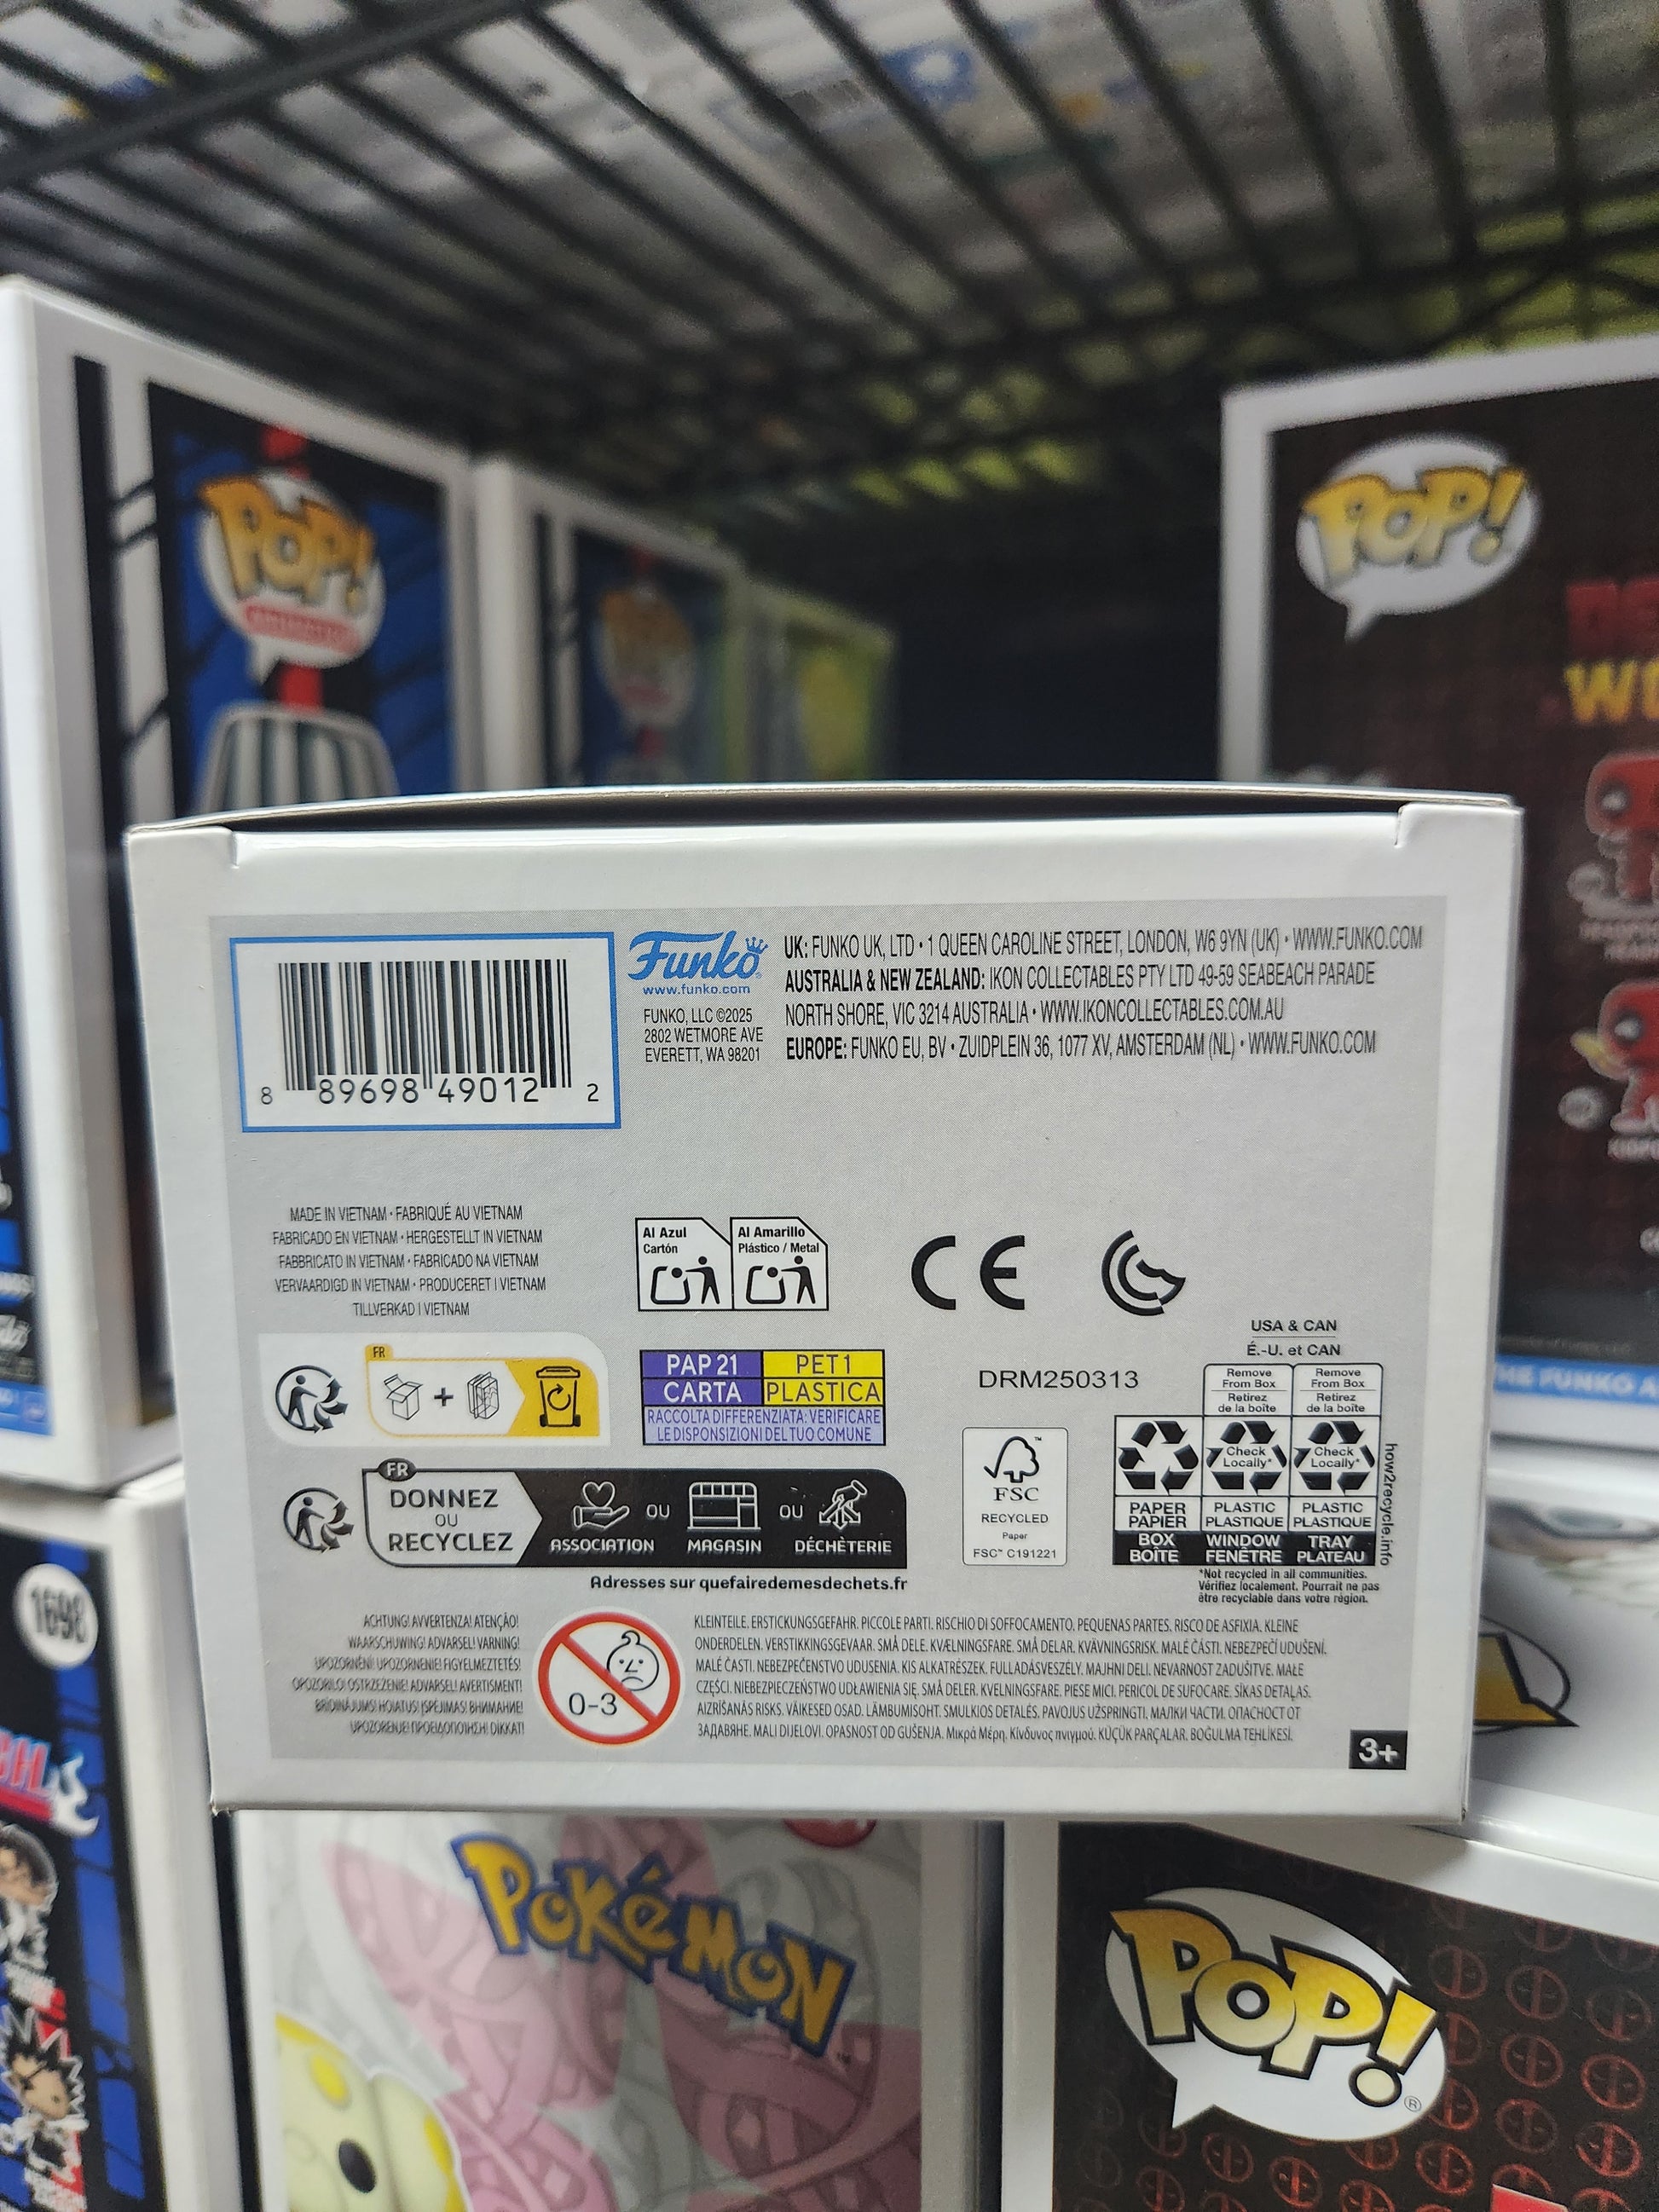 POP!
POP!
8 89698 49012 2
Funko
www.funko.com
FUNKO, LLC ©2025
2802 WETMORE AVE
EVERETT, WA 98201
UK: FUNKO UK, LTD • 1 QUEEN CAROLINE STREET, LONDON, W6 9YN (UK) • WWW.FUNKO.COM
AUSTRALIA & NEW ZEALAND: IKON COLLECTABLES PTY LTD 49-59 SEABEACH PARADE
NORTH SHORE, VIC 3214 AUSTRALIA • WWW.IKONCOLLECTABLES.COM.AU
EUROPE: FUNKO EU, BV • ZUIDPLEIN 36, 1077 XV, AMSTERDAM (NL) • WWW.FUNKO.COM
MADE IN VIETNAM • FABRIQUÉ AU VIETNAM
FABRICADO EN VIETNAM • HERGESTELLT IN VIETNAM
FABBRICATO IN VIETNAM • FABRICADO NA VIETNAM
VERVAARDIGD IN VIETNAM • PRODUCERET I VIETNAM
TILLVERKAD I VIETNAM
Al Azul
Cartón
Al Amarillo
Plástico / Metal
CE
FR
PAP 21
CARTA
PET 1
PLASTICA
RACCOLTA DIFFERENZIATA: VERIFICARE
LE DISPONSIZIONI DEL TUO COMUNE
DRM250313
USA & CAN
É.-U. et CAN
Remove
From Box
Retirez
de la boîte
Remove
From Box
Retirez
de la boîte
Check
Locally*
Check
Locally*
PAPER
PAPIER
BOX
BOÎTE
PLASTIC
PLASTIQUE
WINDOW
FENÊTRE
PLASTIC
PLASTIQUE
TRAY
PLATEAU
how2recycle.info
*Not recycled in all communities.
Vérifiez localement. Pourrait ne pas
être recyclable dans votre région.
FSC
RECYCLED
Paper
FSC™ C191221
FR
DONNEZ
OU
RECYCLEZ
ASSOCIATION
OU
MAGASIN
OU
DÉCHÈTERIE
Adresses sur quefairedemesdechets.fr
ACHTUNG! AVVERTENZA! ATENÇÃO!
WAARSCHUWING! ADVARSEL! VARNING!
UPOZORNĚNÍ! UPOZORNENIE! FIGYELMEZTETÉS!
OPOZORILO! OSTRZEŻENIE! ADVARSEL! AVERTISMENT!
BRĪDINĀJUMS! HOIATUS! ĮSPĖJIMAS! ВНИМАНИЕ!
UPOZORENJE! ΠΡΟΕΙΔΟΠΟΙΗΣΗ! DIKKAT!
0-3
KLEINTEILE. ERSTICKUNGSGEFAHR. PICCOLE PARTI. RISCHIO DI SOFFOCAMENTO. PEQUENAS PARTES. RISCO DE ASFIXIA. KLEINE
ONDERDELEN. VERSTIKKINGSGEVAAR. SMÅ DELE. KVÆLNINGSFARE. SMÅ DELAR. KVÄVNINGSRISK. MALÉ ČÁSTI. NEBEZPEČÍ UDUŠENÍ.
MALÉ ČASTI. NEBEZPEČENSTVO UDUSENIA. KIS ALKATRÉSZEK. FULLADÁSVESZÉLY. MAJHNI DELI. NEVARNOST ZADUŠITVE. MAŁE
CZĘŚCI. NIEBEZPIECZEŃSTWO UDŁAWIENIA SIĘ. SMÅ DELER. KVELNINGSFARE. PIESE MICI. PERICOL DE SUFOCARE. SĪKAS DETAĻAS.
AIZRĪŠANĀS RISKS. VÄIKESED OSAD. LÄMBUMISOHT. SMULKIOS DETALĖS. PAVOJUS UŽSPRINGTI. МАЛКИ ЧАСТИ. ОПАСНОСТ ОТ
ЗАДАВЯНЕ. MALI DIJELOVI. OPASNOST OD GUŠENJA. Μικρά Μέρη. Κίνδυνος πνιγμού. KÜÇÜK PARÇALAR. BOĞULMA TEHLİKESİ.
3+
1698
POKÉMON
POP!